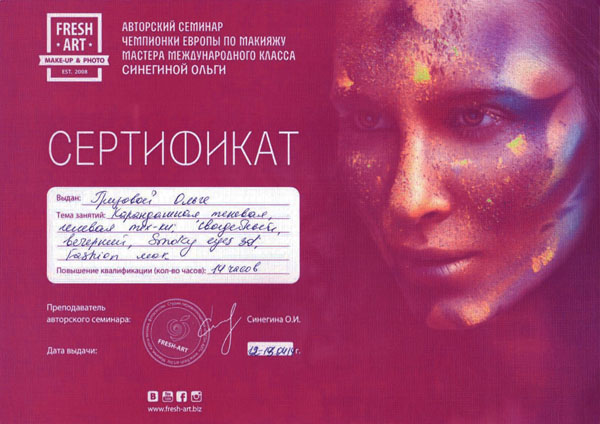 FRESH
• ART •
MAKE-UP & PHOTO
EST. 2008
АВТОРСКИЙ СЕМИНАР
ЧЕМПИОНКИ ЕВРОПЫ ПО МАКИЯЖУ
МАСТЕРА МЕЖДУНАРОДНОГО КЛАССА
СИНЕГИНОЙ ОЛЬГИ
СЕРТИФИКАТ
Выдан: Ольге
Тема занятий: Карандашная теневая,
"свадебный,
вечерний, Smoky eyes
Fashion мак
Повышение квалификации (кол-во часов): 14 часов
Преподаватель
авторского семинара:
FRESH-ART
Синегина О.И.
Дата выдачи: г.
www.fresh-art.biz